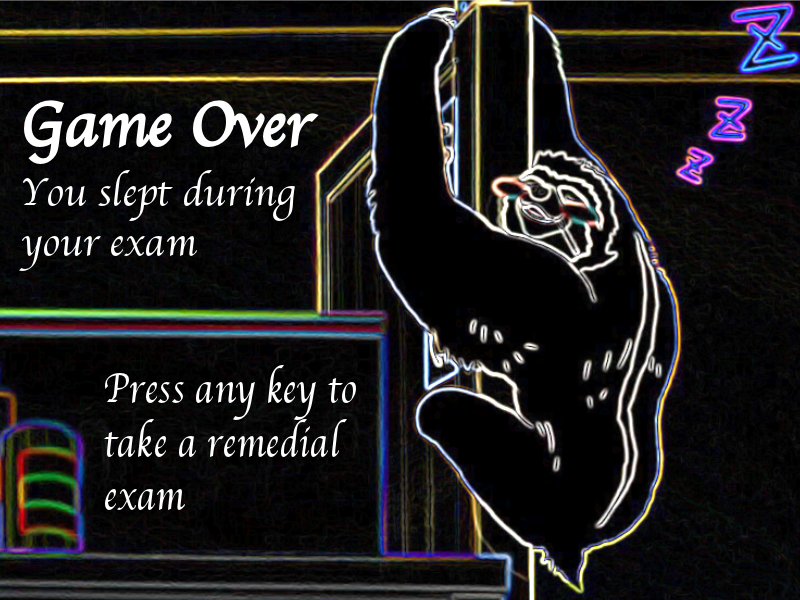 Z
Z
Z
Game Over
You slept during
your exam
Press any key to
take a remedial
exam